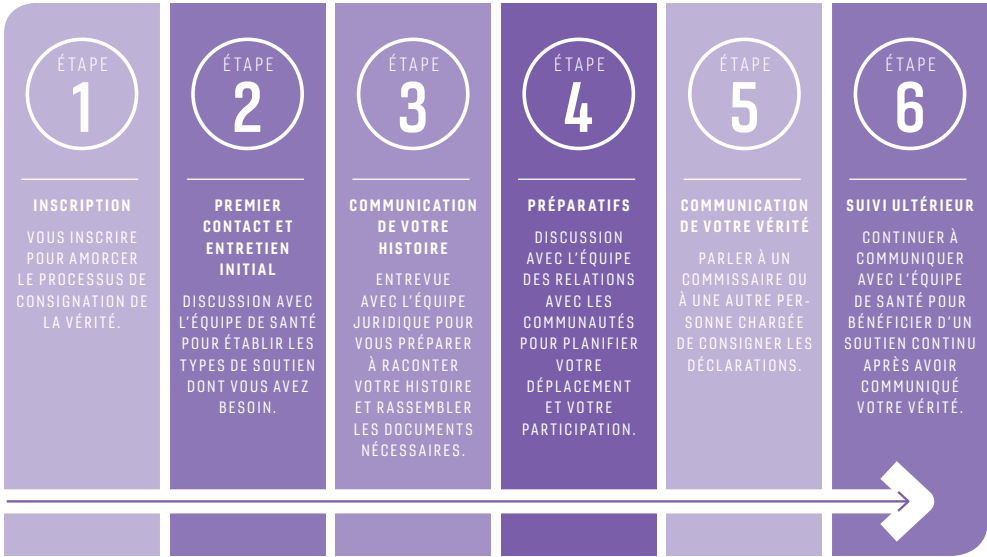 ÉTAPE
1
INSCRIPTION
VOUS INSCRIRE
POUR AMORCER
LE PROCESSUS DE
CONSIGNATION DE
LA VÉRITÉ.
ÉTAPE
2
PREMIER
CONTACT ET
ENTRETIEN
INITIAL
DISCUSSION AVEC
L'ÉQUIPE DE SANTÉ
POUR ÉTABLIR LES
TYPES DE SOUTIEN
DONT VOUS AVEZ
BESOIN.
ÉTAPE
3
COMMUNICATION
DE VOTRE
HISTOIRE
ENTREVUE
AVEC L'ÉQUIPE
JURIDIQUE POUR
VOUS PRÉPARER
À RACONTER
VOTRE HISTOIRE
ET RASSEMBLER
LES DOCUMENTS
NÉCESSAIRES.
ÉTAPE
4
PRÉPARATIFS
DISCUSSION
AVEC L'ÉQUIPE
DES RELATIONS
AVEC LES
COMMUNAUTÉS
POUR PLANIFIER
VOTRE
DÉPLACEMENT
ET VOTRE
PARTICIPATION.
ÉTAPE
5
COMMUNICATION
DE VOTRE VÉRITÉ
PARLER À UN
COMMISSAIRE OU
À UNE AUTRE PER-
SONNE CHARGÉE
DE CONSIGNER LES
DÉCLARATIONS.
ÉTAPE
6
SUIVI ULTÉRIEUR
CONTINUER À
COMMUNIQUER
AVEC L'ÉQUIPE
DE SANTÉ POUR
BÉNÉFICIER D'UN
SOUTIEN CONTINU
APRÈS AVOIR
COMMUNIQUÉ
VOTRE VÉRITÉ.